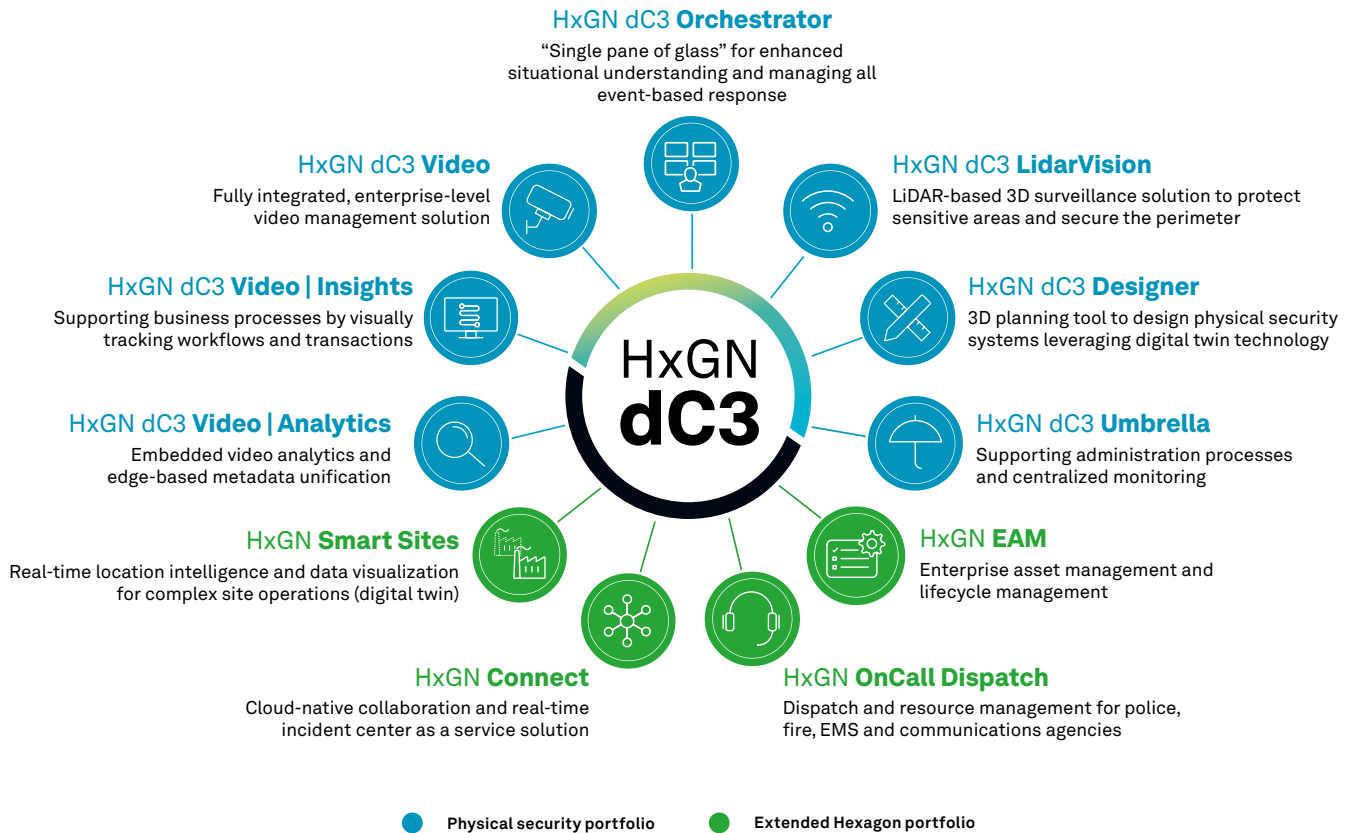 HxGN dC3 Orchestrator
“Single pane of glass” for enhanced
situational understanding and managing all
event-based response
HxGN dC3 Video
Fully integrated, enterprise-level
video management solution
HxGN dC3 LidarVision
LiDAR-based 3D surveillance solution to protect
sensitive areas and secure the perimeter
HxGN dC3 Video | Insights
Supporting business processes by visually
tracking workflows and transactions
HxGN dC3 Designer
3D planning tool to design physical security
systems leveraging digital twin technology
HxGN
dC3
HxGN dC3 Video | Analytics
Embedded video analytics and
edge-based metadata unification
HxGN dC3 Umbrella
Supporting administration processes
and centralized monitoring
HxGN Smart Sites
Real-time location intelligence and data visualization
for complex site operations (digital twin)
HxGN EAM
Enterprise asset management and
lifecycle management
HxGN Connect
Cloud-native collaboration and real-time
incident center as a service solution
HxGN OnCall Dispatch
Dispatch and resource management for police,
fire, EMS and communications agencies
Physical security portfolio
Extended Hexagon portfolio